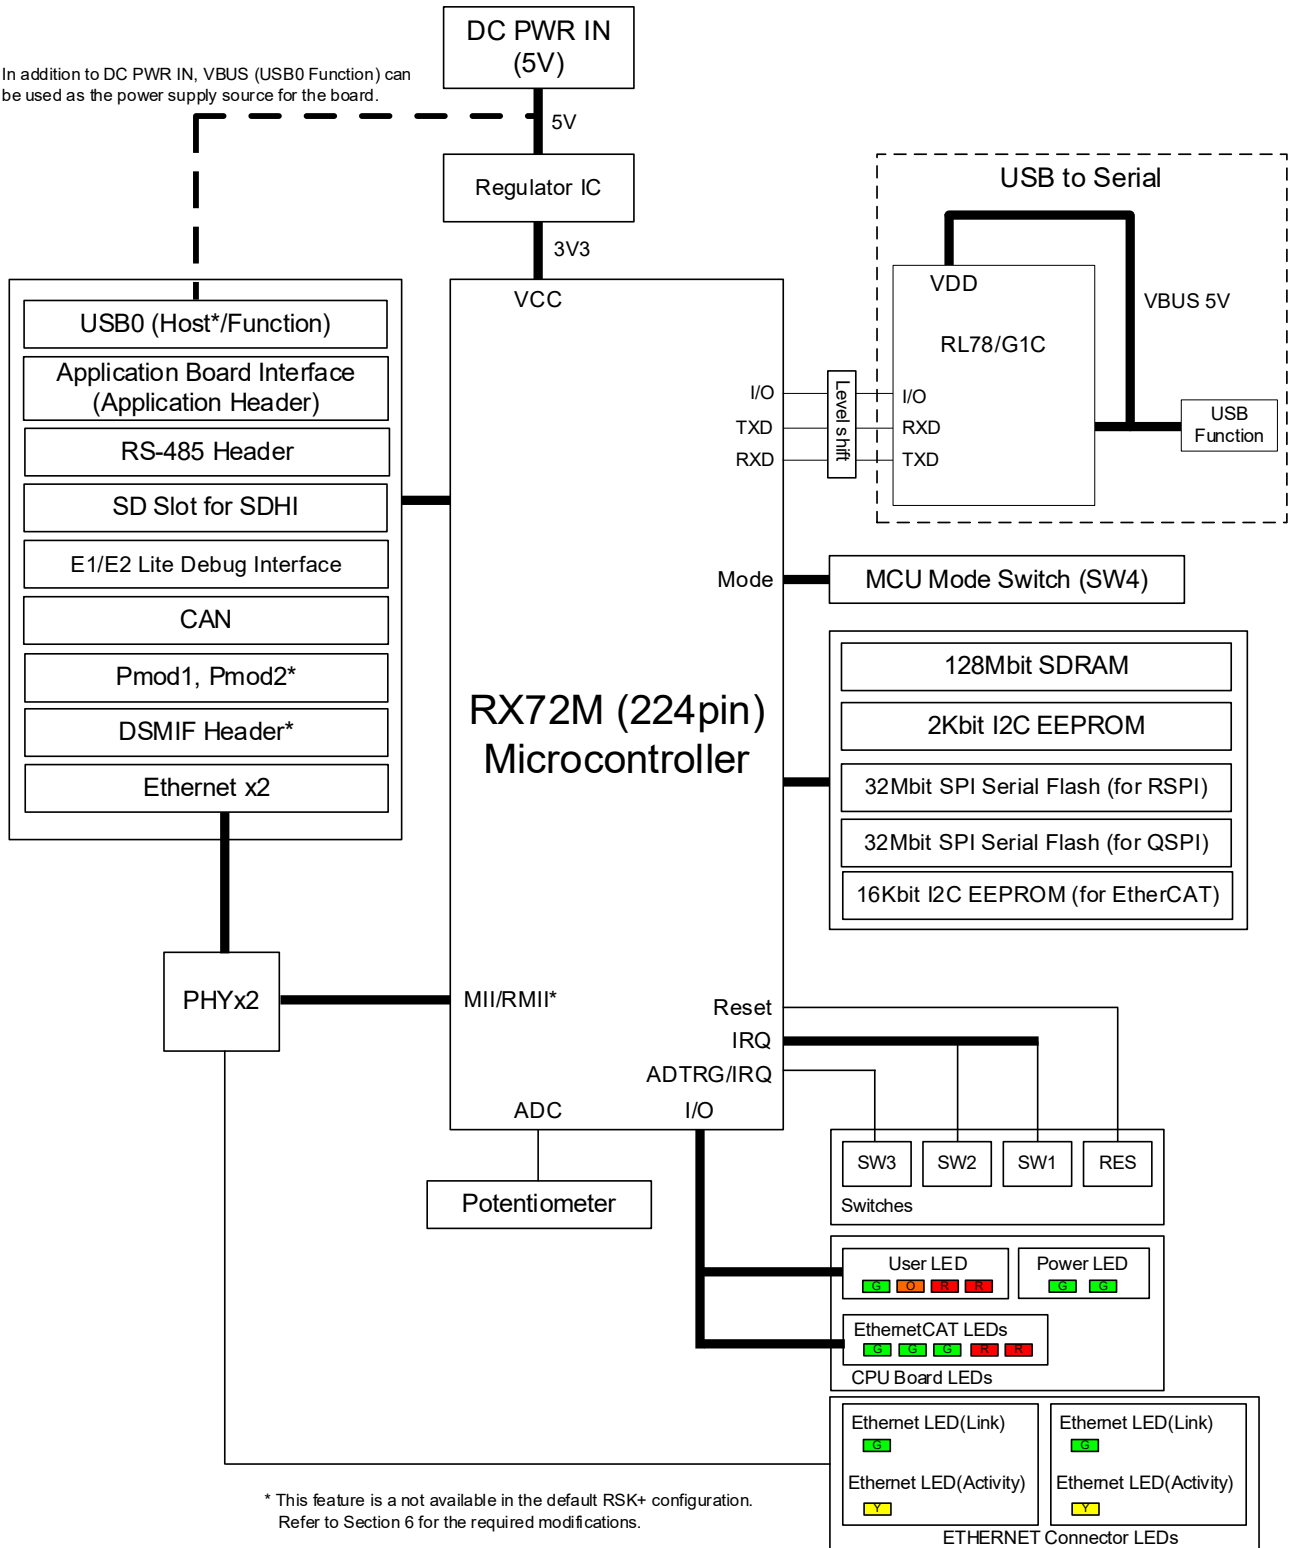 DC PWR IN
(5V)
In addition to DC PWR IN, VBUS (USB0 Function) can
be used as the power supply source for the board.
5V
Regulator IC
3V3
USB to Serial
VDD
RL78/G1C
VBUS 5V
I/O
RXD
TXD
USB
Function
Level shift
I/O
TXD
RXD
VCC
USB0 (Host*/Function)
Application Board Interface
(Application Header)
RS-485 Header
SD Slot for SDHI
E1/E2 Lite Debug Interface
CAN
Pmod1, Pmod2*
DSMIF Header*
Ethernet x2
Mode
MCU Mode Switch (SW4)
RX72M (224pin)
Microcontroller
128Mbit SDRAM
2Kbit I2C EEPROM
32Mbit SPI Serial Flash (for RSPI)
32Mbit SPI Serial Flash (for QSPI)
16Kbit I2C EEPROM (for EtherCAT)
PHYx2
MII/RMII*
Reset
IRQ
ADTRG/IRQ
ADC
I/O
Potentiometer
SW3
SW2
SW1
RES
Switches
User LED
G O R R
Power LED
G G
EthernetCAT LEDs
G G G R R
CPU Board LEDs
Ethernet LED(Link)
G
Ethernet LED(Activity)
Y
Ethernet LED(Link)
G
Ethernet LED(Activity)
Y
ETHERNET Connector LEDs
* This feature is a not available in the default RSK+ configuration.
Refer to Section 6 for the required modifications.